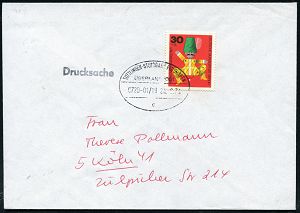 30
Drucksache
Frau
Therese Pollmann
5 Köln 41
Zülpicher Str 214